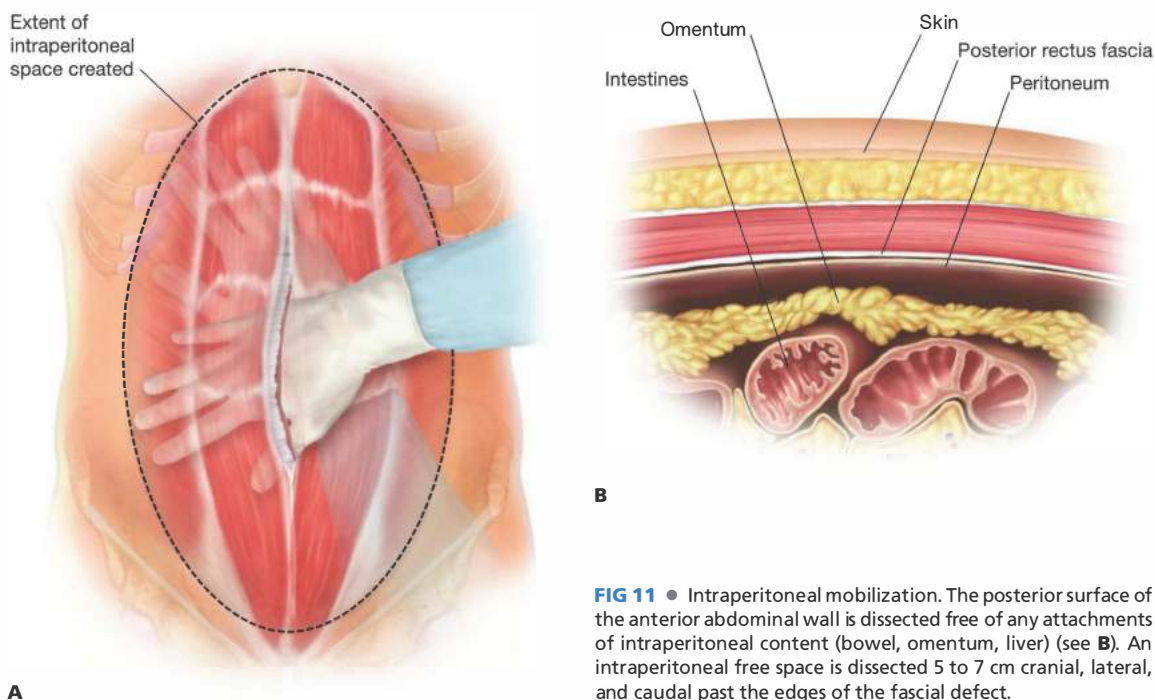 Extent of
intraperitoneal
space created
A
Omentum
Skin
Posterior rectus fascia
Intestines
Peritoneum
B
FIG 11 ● Intraperitoneal mobilization. The posterior surface of
the anterior abdominal wall is dissected free of any attachments
of intraperitoneal content (bowel, omentum, liver) (see B). An
intraperitoneal free space is dissected 5 to 7 cm cranial, lateral,
and caudal past the edges of the fascial defect.